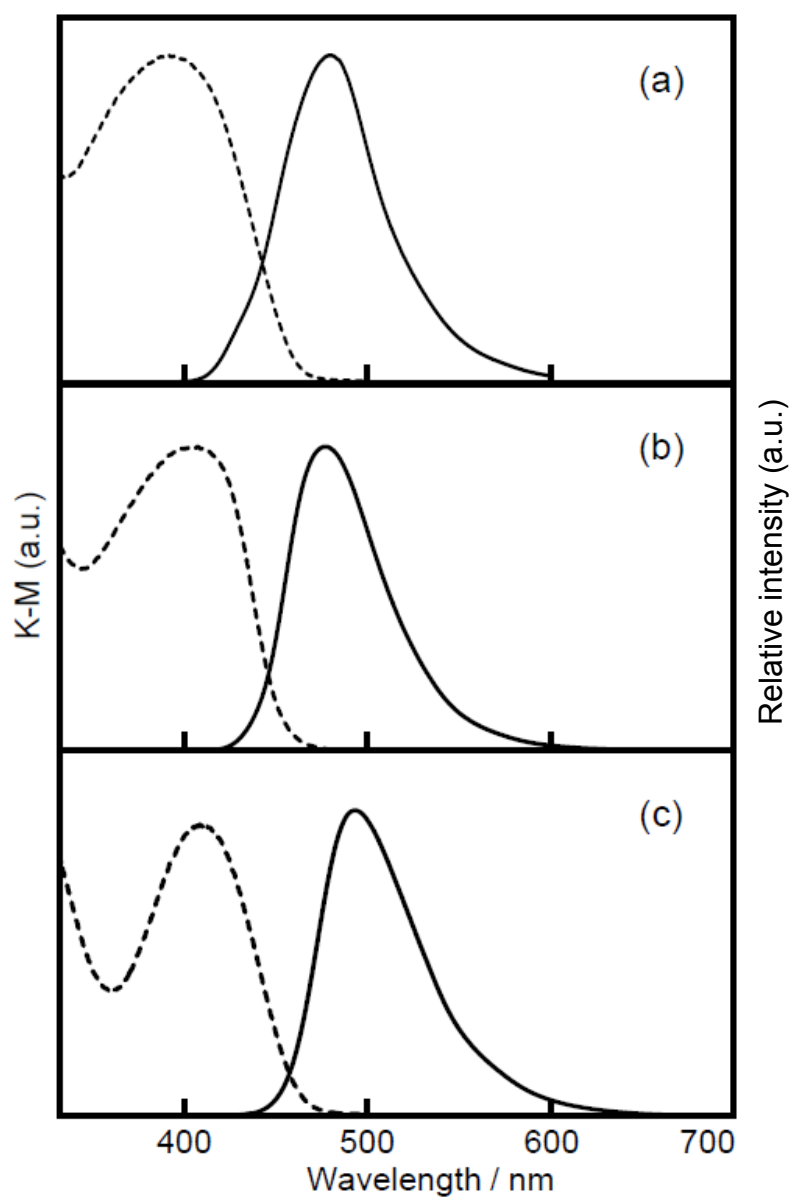 (a)
(b)
(c)
K-M (a.u.)
Relative intensity (a.u.)
400 500 600 700
Wavelength / nm